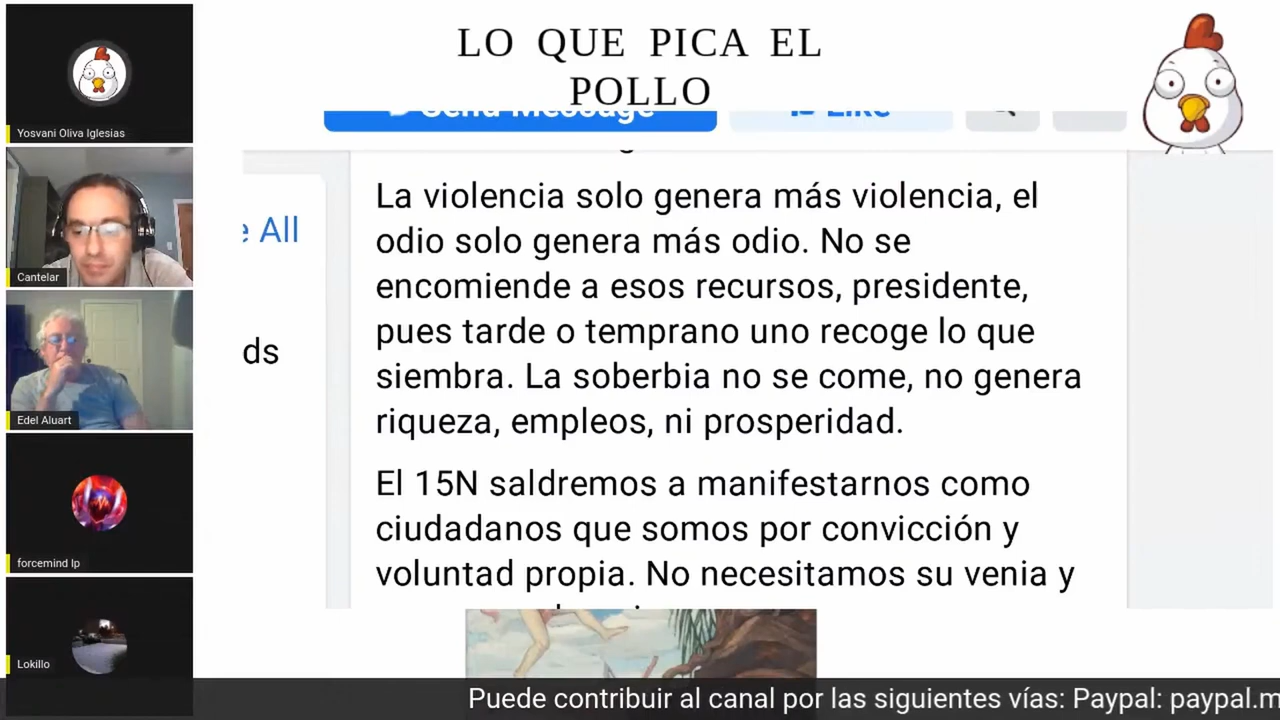 LO QUE PICA EL
POLLO
Yosvani Oliva Iglesias
Cantelar
Edel Aluart
forcemind lp
Lokillo
Send Message
Like
e All
ds
La violencia solo genera más violencia, el
odio solo genera más odio. No se
encomiende a esos recursos, presidente,
pues tarde o temprano uno recoge lo que
siembra. La soberbia no se come, no genera
riqueza, empleos, ni prosperidad.
El 15N saldremos a manifestarnos como
ciudadanos que somos por convicción y
voluntad propia. No necesitamos su venia y
Puede contribuir al canal por las siguientes vías: Paypal: paypal.m